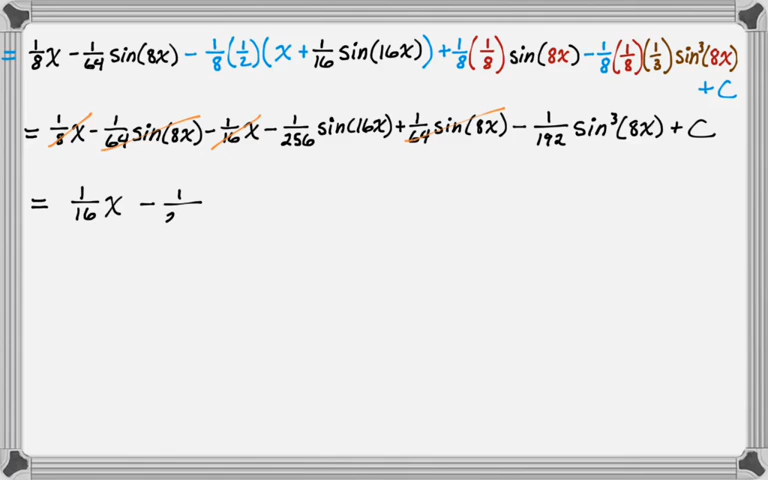 = 1/8 x - 1/64 sin(8x) - 1/8 (1/2)(x + 1/16 sin(16x)) + 1/8 (1/8) sin(8x) - 1/8 (1/8)(1/3) sin³(8x)
+ C
= 1/8 x - 1/64 sin(8x) - 1/16 x - 1/256 sin(16x) + 1/64 sin(8x) - 1/192 sin³(8x) + C
= 1/16 x - 1/2